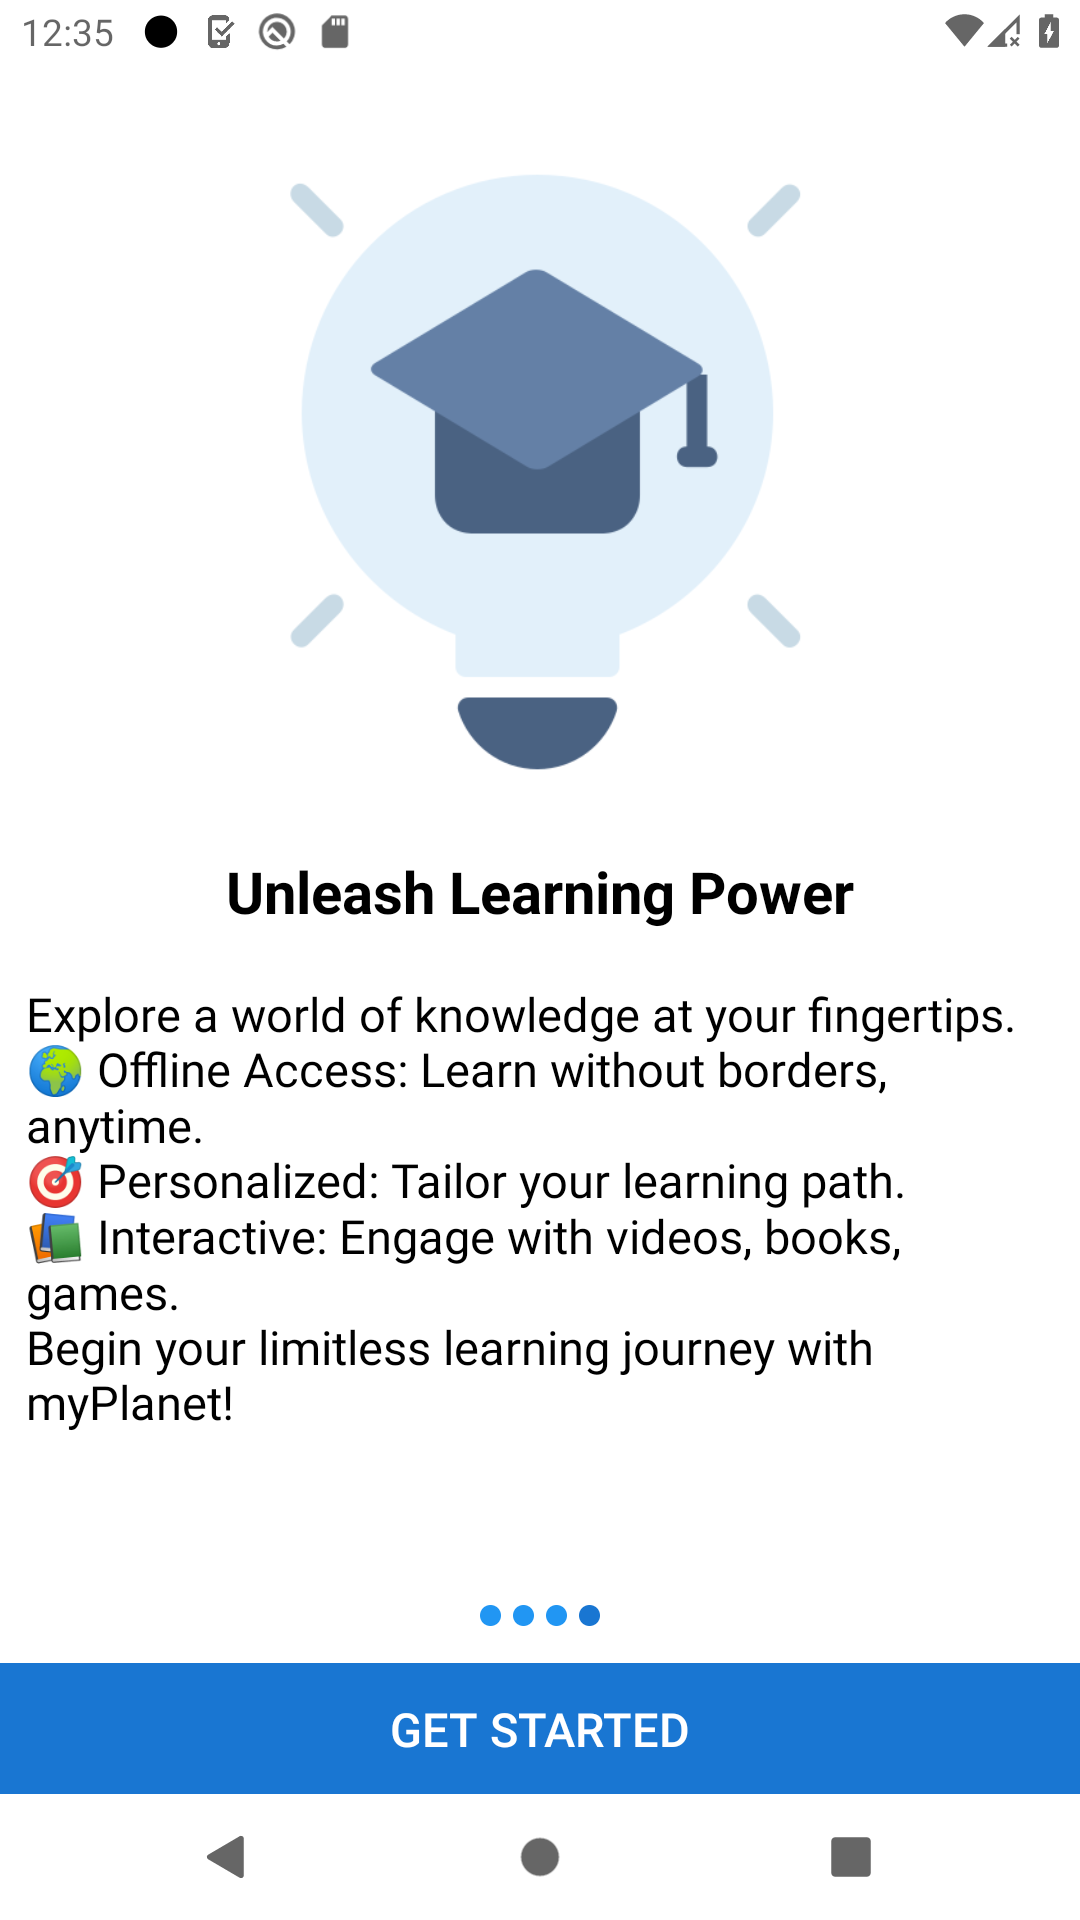 12:35
Unleash Learning Power
Explore a world of knowledge at your fingertips.
🌍 Offline Access: Learn without borders,
anytime.
🎯 Personalized: Tailor your learning path.
📚 Interactive: Engage with videos, books,
games.
Begin your limitless learning journey with
myPlanet!
GET STARTED